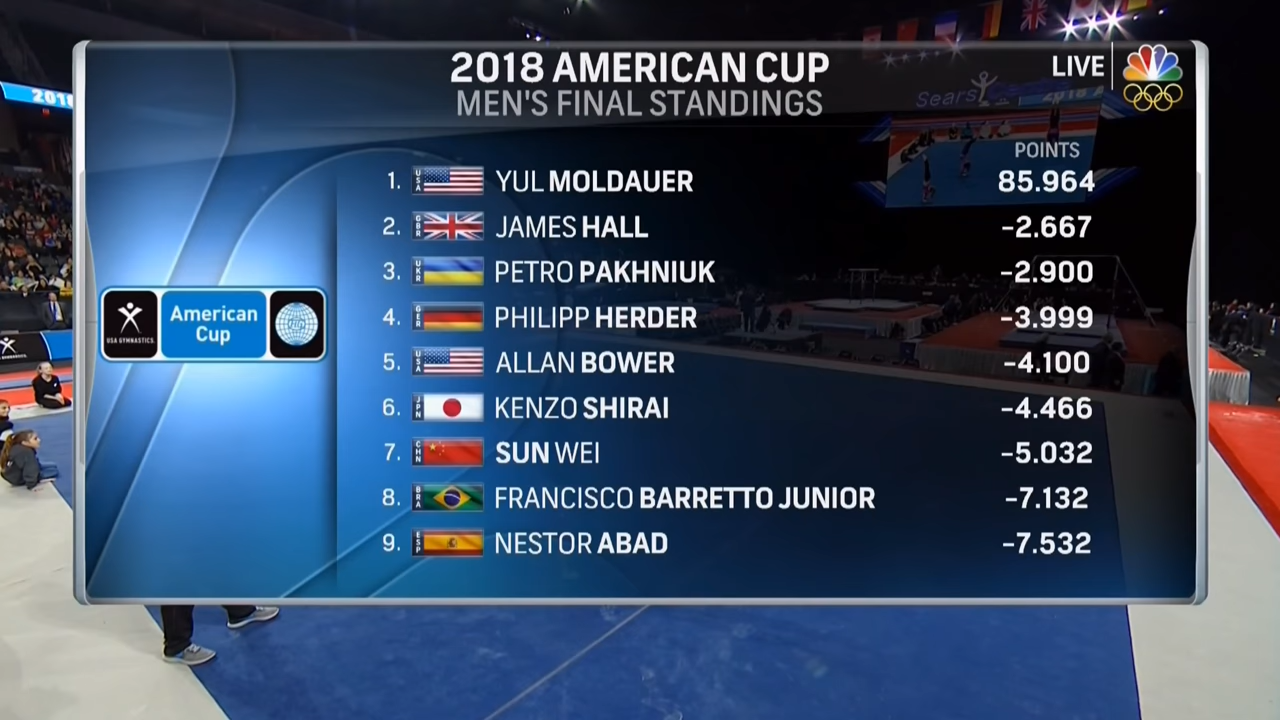 2018 AMERICAN CUP
MEN'S FINAL STANDINGS
LIVE
Sears
2018
POINTS
1. USA YUL MOLDAUER 85.964
2. GBR JAMES HALL -2.667
3. UKR PETRO PAKHNIUK -2.900
4. GER PHILIPP HERDER -3.999
5. USA ALLAN BOWER -4.100
6. JPN KENZO SHIRAI -4.466
7. CHN SUN WEI -5.032
8. BRA FRANCISCO BARRETTO JUNIOR -7.132
9. ESP NESTOR ABAD -7.532
USA GYMNASTICS
American
Cup